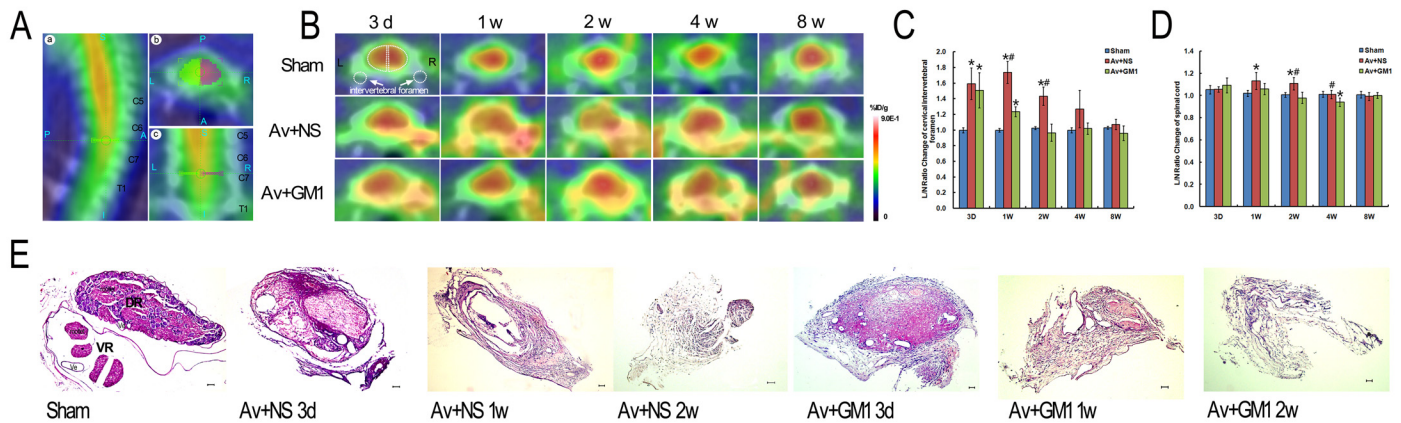 A
a
P
A
C5
C6
C7
T1
I
b
P
L
R
A
c
L
R
C5
C6
C7
T1
I
B
3 d 1 w 2 w 4 w 8 w
Sham
L R
intervertebral foramen
Av+NS
Av+GM1
%ID/g
9.0E-1
0
C
L/N Ratio Change of cervical intervertebral
foramen
2.0
1.8
1.6
1.4
1.2
1.0
0.8
0.6
0.4
0.2
0.0
Sham
Av+NS
Av+GM1
* *
*#
*
*#
3D 1W 2W 4W 8W
D
L/N Ratio Change of spinal cord
1.4
1.2
1.0
0.8
0.6
0.4
0.2
0.0
Sham
Av+NS
Av+GM1
*
*#
#
*
3D 1W 2W 4W 8W
E
DR
VR
Ve
Sham
Av+NS 3d
Av+NS 1w
Av+NS 2w
Av+GM1 3d
Av+GM1 1w
Av+GM1 2w